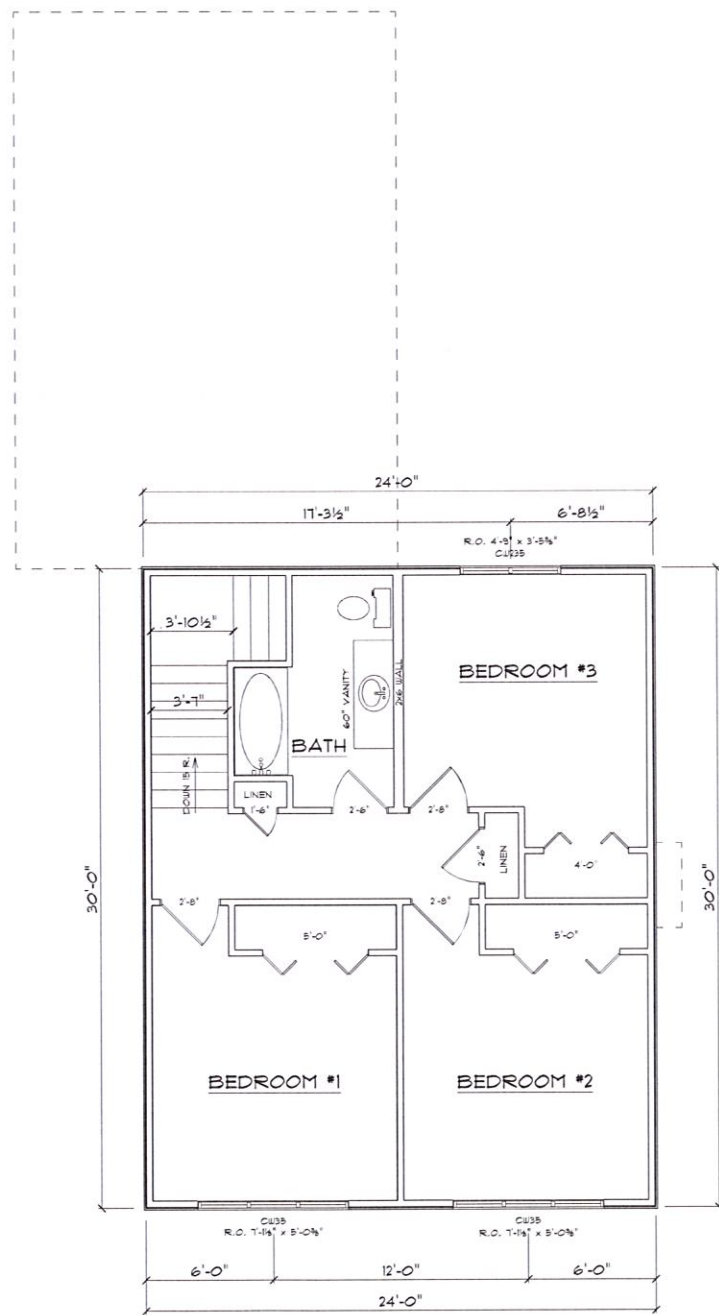 24'-0"
17'-3½"
6'-8½"
R.O. 4'-9" x 3'-5⅜"
CW235
3'-10½"
3'-7"
DOWN 15 R.
60" VANITY
2x6 WALL
BEDROOM #3
BATH
LINEN
1'-6"
2'-6"
2'-8"
2'-6"
LINEN
4'-0"
30'-0"
30'-0"
2'-8"
5'-0"
2'-8"
5'-0"
BEDROOM #1
BEDROOM #2
CW35
R.O. 7'-1⅛" x 5'-0⅜"
CW35
R.O. 7'-1⅛" x 5'-0⅜"
6'-0"
12'-0"
6'-0"
24'-0"